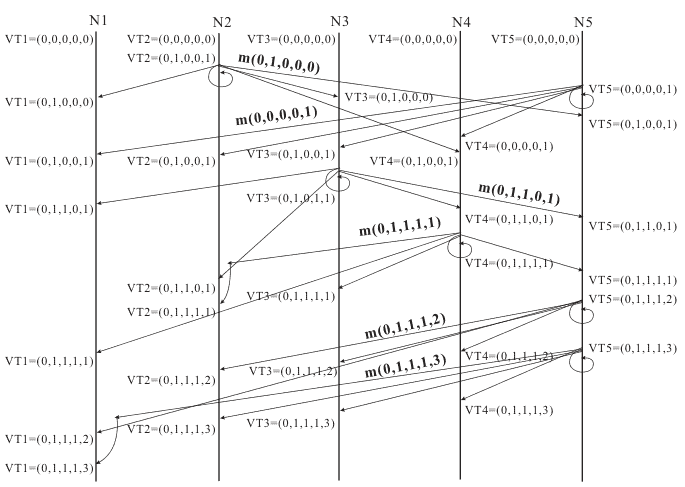 N1 N2 N3 N4 N5
VT1=(0,0,0,0,0) VT2=(0,0,0,0,0) VT3=(0,0,0,0,0) VT4=(0,0,0,0,0) VT5=(0,0,0,0,0)
VT2=(0,1,0,0,1) m(0,1,0,0,0)
VT5=(0,0,0,0,1)
VT1=(0,1,0,0,0) VT3=(0,1,0,0,0)
m(0,0,0,0,1) VT5=(0,1,0,0,1)
VT4=(0,0,0,0,1)
VT1=(0,1,0,0,1) VT2=(0,1,0,0,1) VT3=(0,1,0,0,1) VT4=(0,1,0,0,1)
m(0,1,1,0,1)
VT3=(0,1,0,1,1)
VT1=(0,1,1,0,1) VT4=(0,1,1,0,1)
m(0,1,1,1,1) VT5=(0,1,1,0,1)
VT4=(0,1,1,1,1)
VT2=(0,1,1,0,1) VT5=(0,1,1,1,1)
VT3=(0,1,1,1,1) VT5=(0,1,1,1,2)
VT2=(0,1,1,1,1)
m(0,1,1,1,2)
VT5=(0,1,1,1,3)
VT1=(0,1,1,1,1) VT4=(0,1,1,1,2)
VT3=(0,1,1,1,2) m(0,1,1,1,3)
VT2=(0,1,1,1,2)
VT4=(0,1,1,1,3)
VT2=(0,1,1,1,3) VT3=(0,1,1,1,3)
VT1=(0,1,1,1,2)
VT1=(0,1,1,1,3)